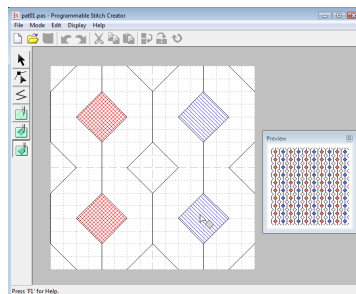 pat01.pas - Programmable Stitch Creator
File Mode Edit Display Help
Preview
Press 'F1' for Help.